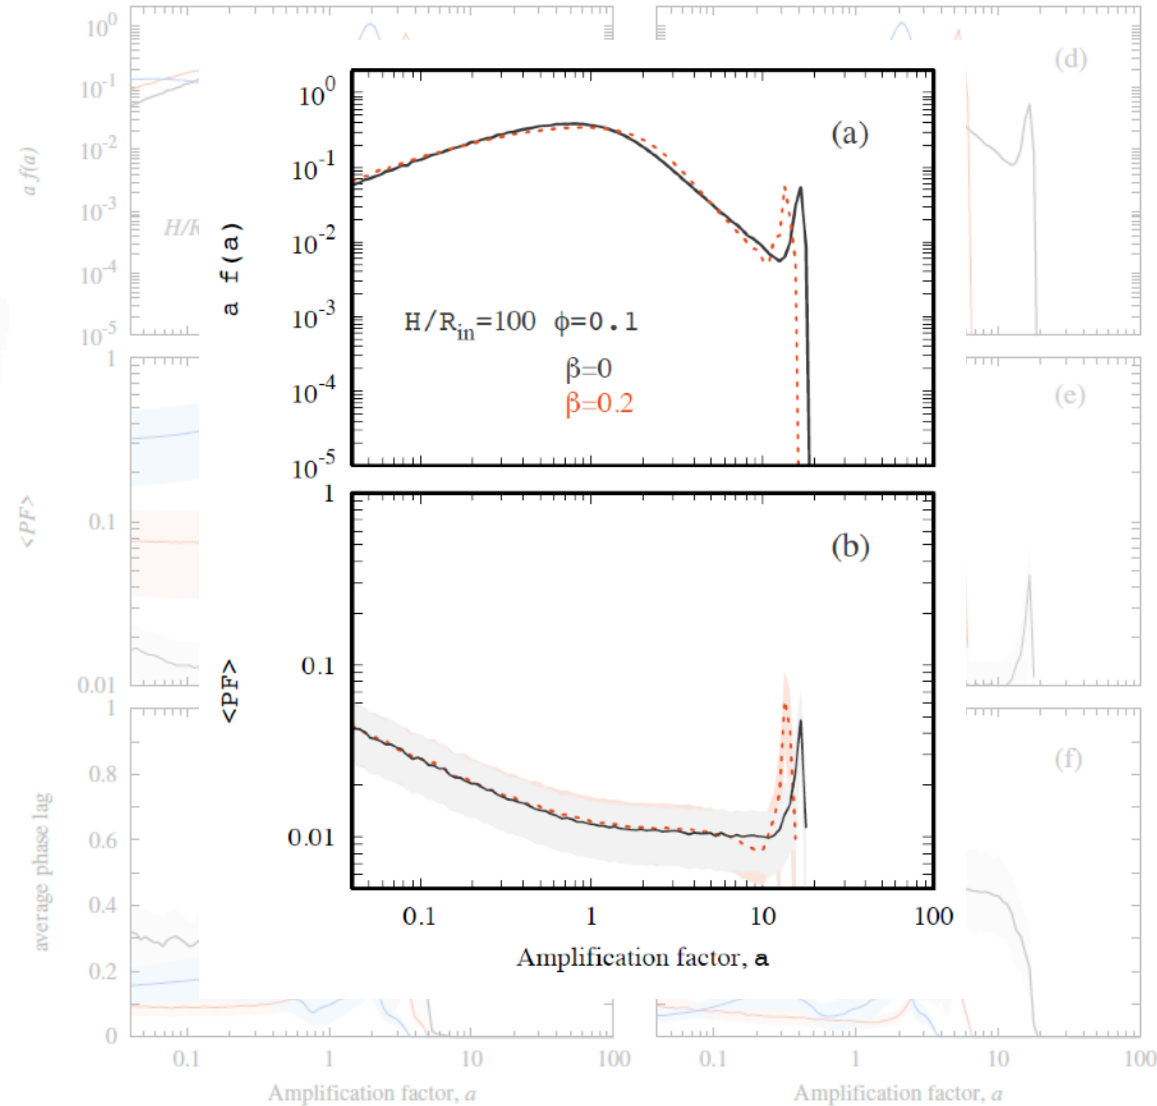 10^0
10^-1
10^-2
10^-3
10^-4
10^-5
a f(a)
H/R
(d)
10^0
10^-1
10^-2
10^-3
10^-4
10^-5
a f(a)
(a)
H/R_in=100 ϕ=0.1
β=0
β=0.2
1
0.1
0.01
<PF>
(e)
1
0.1
0.01
<PF>
(b)
0.1 1 10 100
Amplification factor, a
1
0.8
0.6
0.4
0.2
0
average phase lag
(f)
0.1 1 10 100
Amplification factor, a
0.1 1 10 100
Amplification factor, a